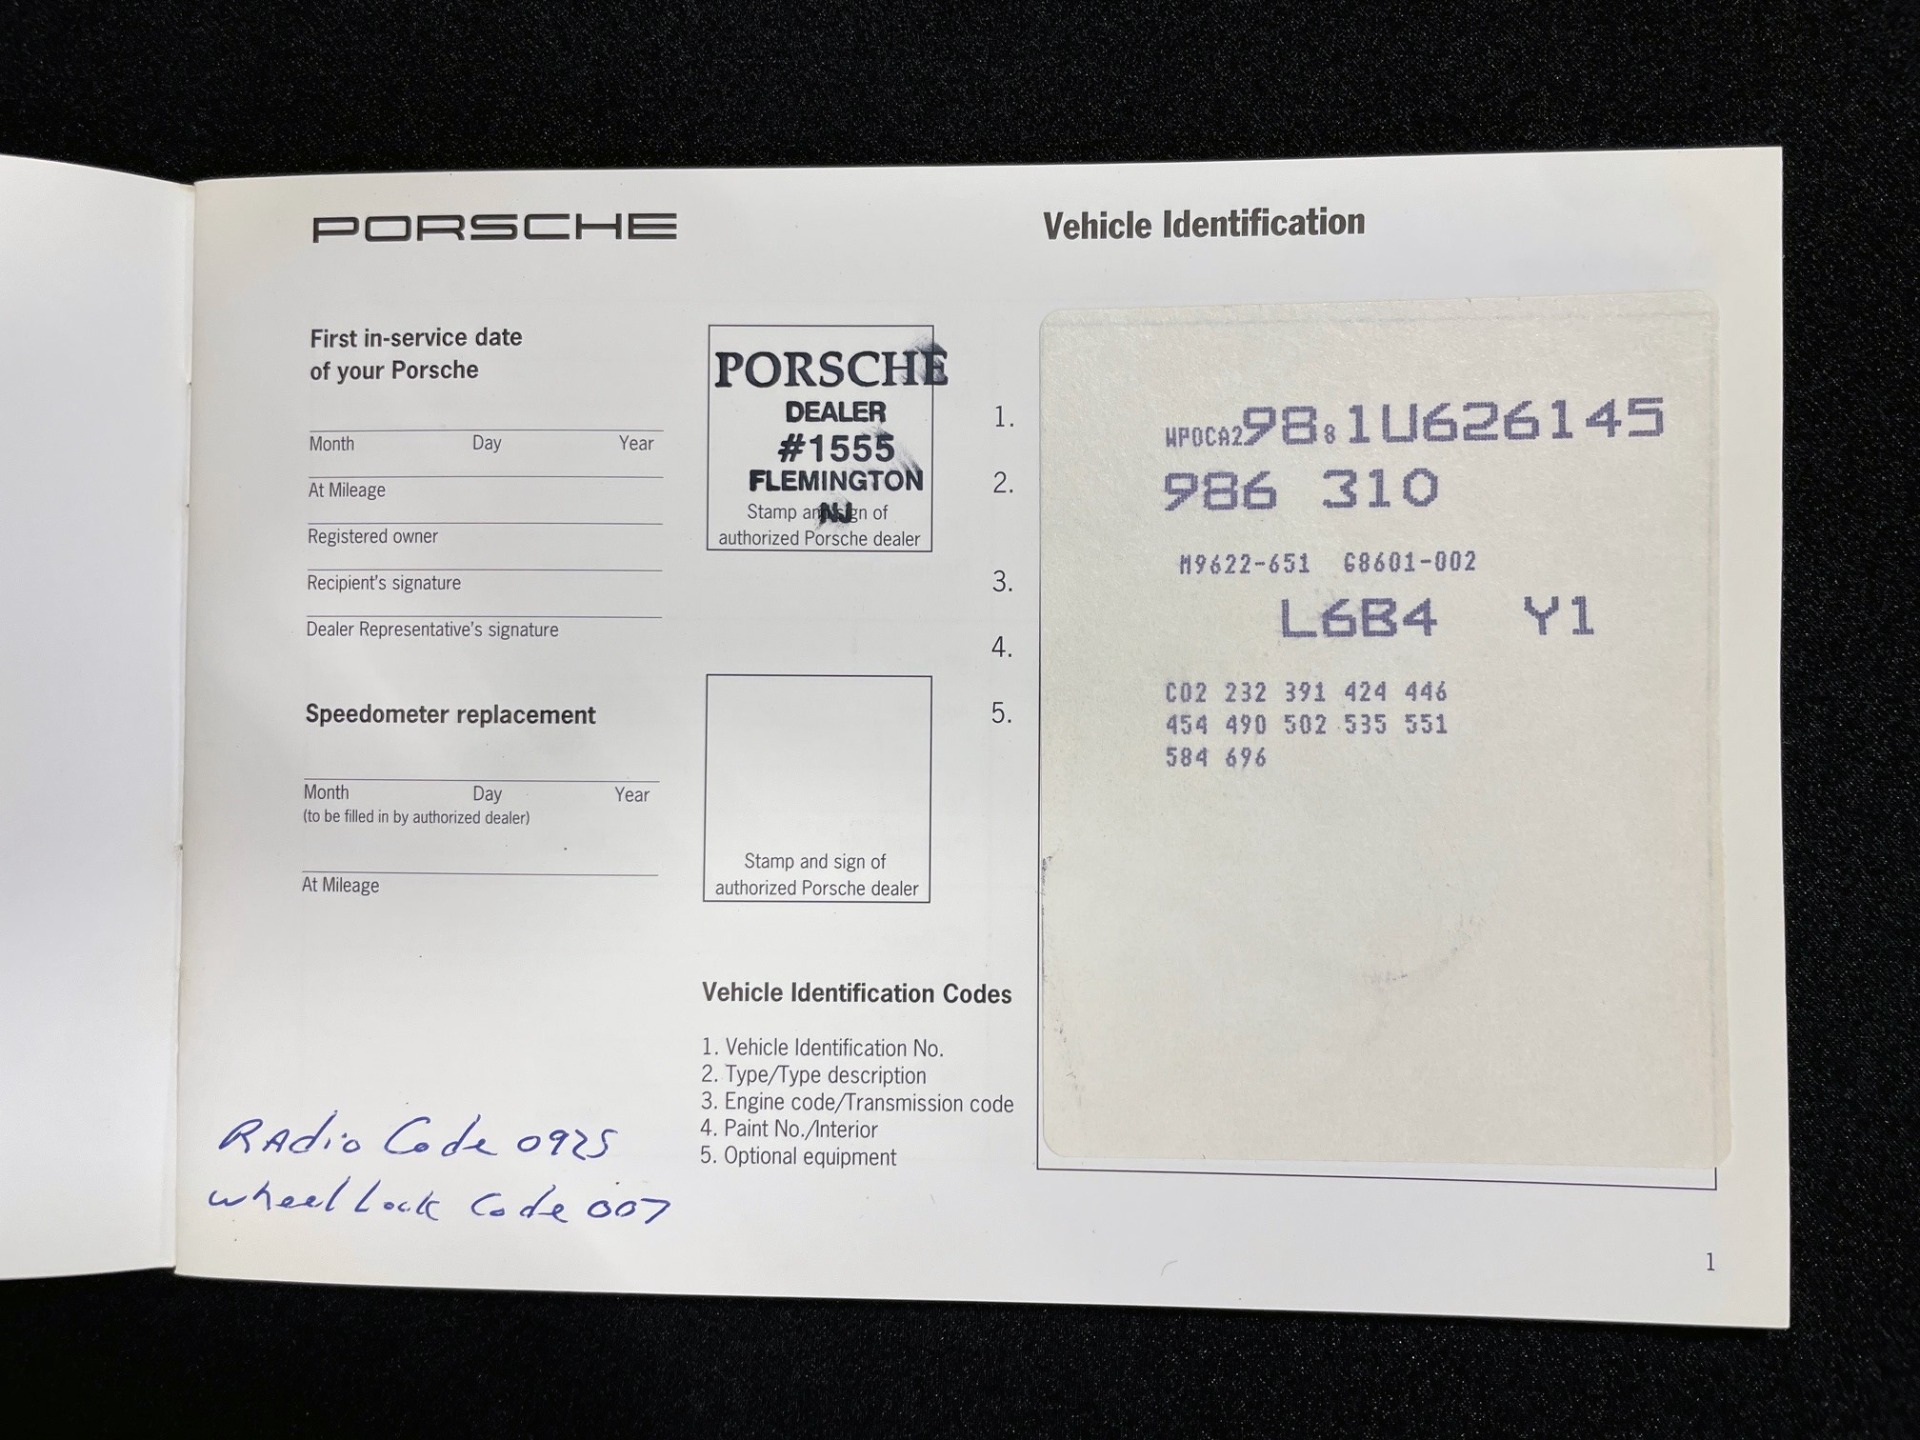 PORSCHE
Vehicle Identification
First in-service date
of your Porsche
Month Day Year
At Mileage
Registered owner
Recipient's signature
Dealer Representative's signature
PORSCHE
DEALER
#1555
FLEMINGTON
NJ
Stamp and sign of
authorized Porsche dealer
Speedometer replacement
Month Day Year
(to be filled in by authorized dealer)
At Mileage
Stamp and sign of
authorized Porsche dealer
Vehicle Identification Codes
1. Vehicle Identification No.
2. Type/Type description
3. Engine code/Transmission code
4. Paint No./Interior
5. Optional equipment
Radio Code 0925
Wheel Lock Code 007
1.
2.
3.
4.
5.
WP0CA29881U626145
986 310
M9622-651 G8601-002
L6B4 Y1
C02 232 391 424 446
454 490 502 535 551
584 696
1